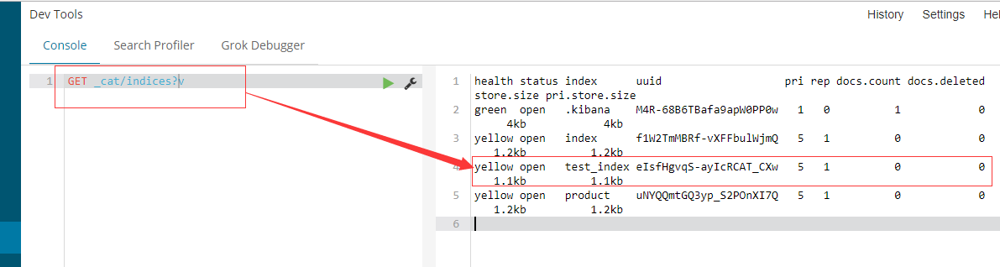 Dev Tools
History Settings Hel
Console Search Profiler Grok Debugger
1 GET _cat/indices?v
1 health status index uuid pri rep docs.count docs.deleted
store.size pri.store.size
2 green open .kibana M4R-68B6TBafa9apW0PP0w 1 0 1 0
4kb 4kb
3 yellow open index f1W2TmMBRf-vXFFbulWjmQ 5 1 0 0
1.2kb 1.2kb
4 yellow open test_index eIsfHgvqS-ayIcRCAT_CXw 5 1 0 0
1.1kb 1.1kb
5 yellow open product uNYQQmtGQ3yp_S2POnXI7Q 5 1 0 0
1.2kb 1.2kb
6